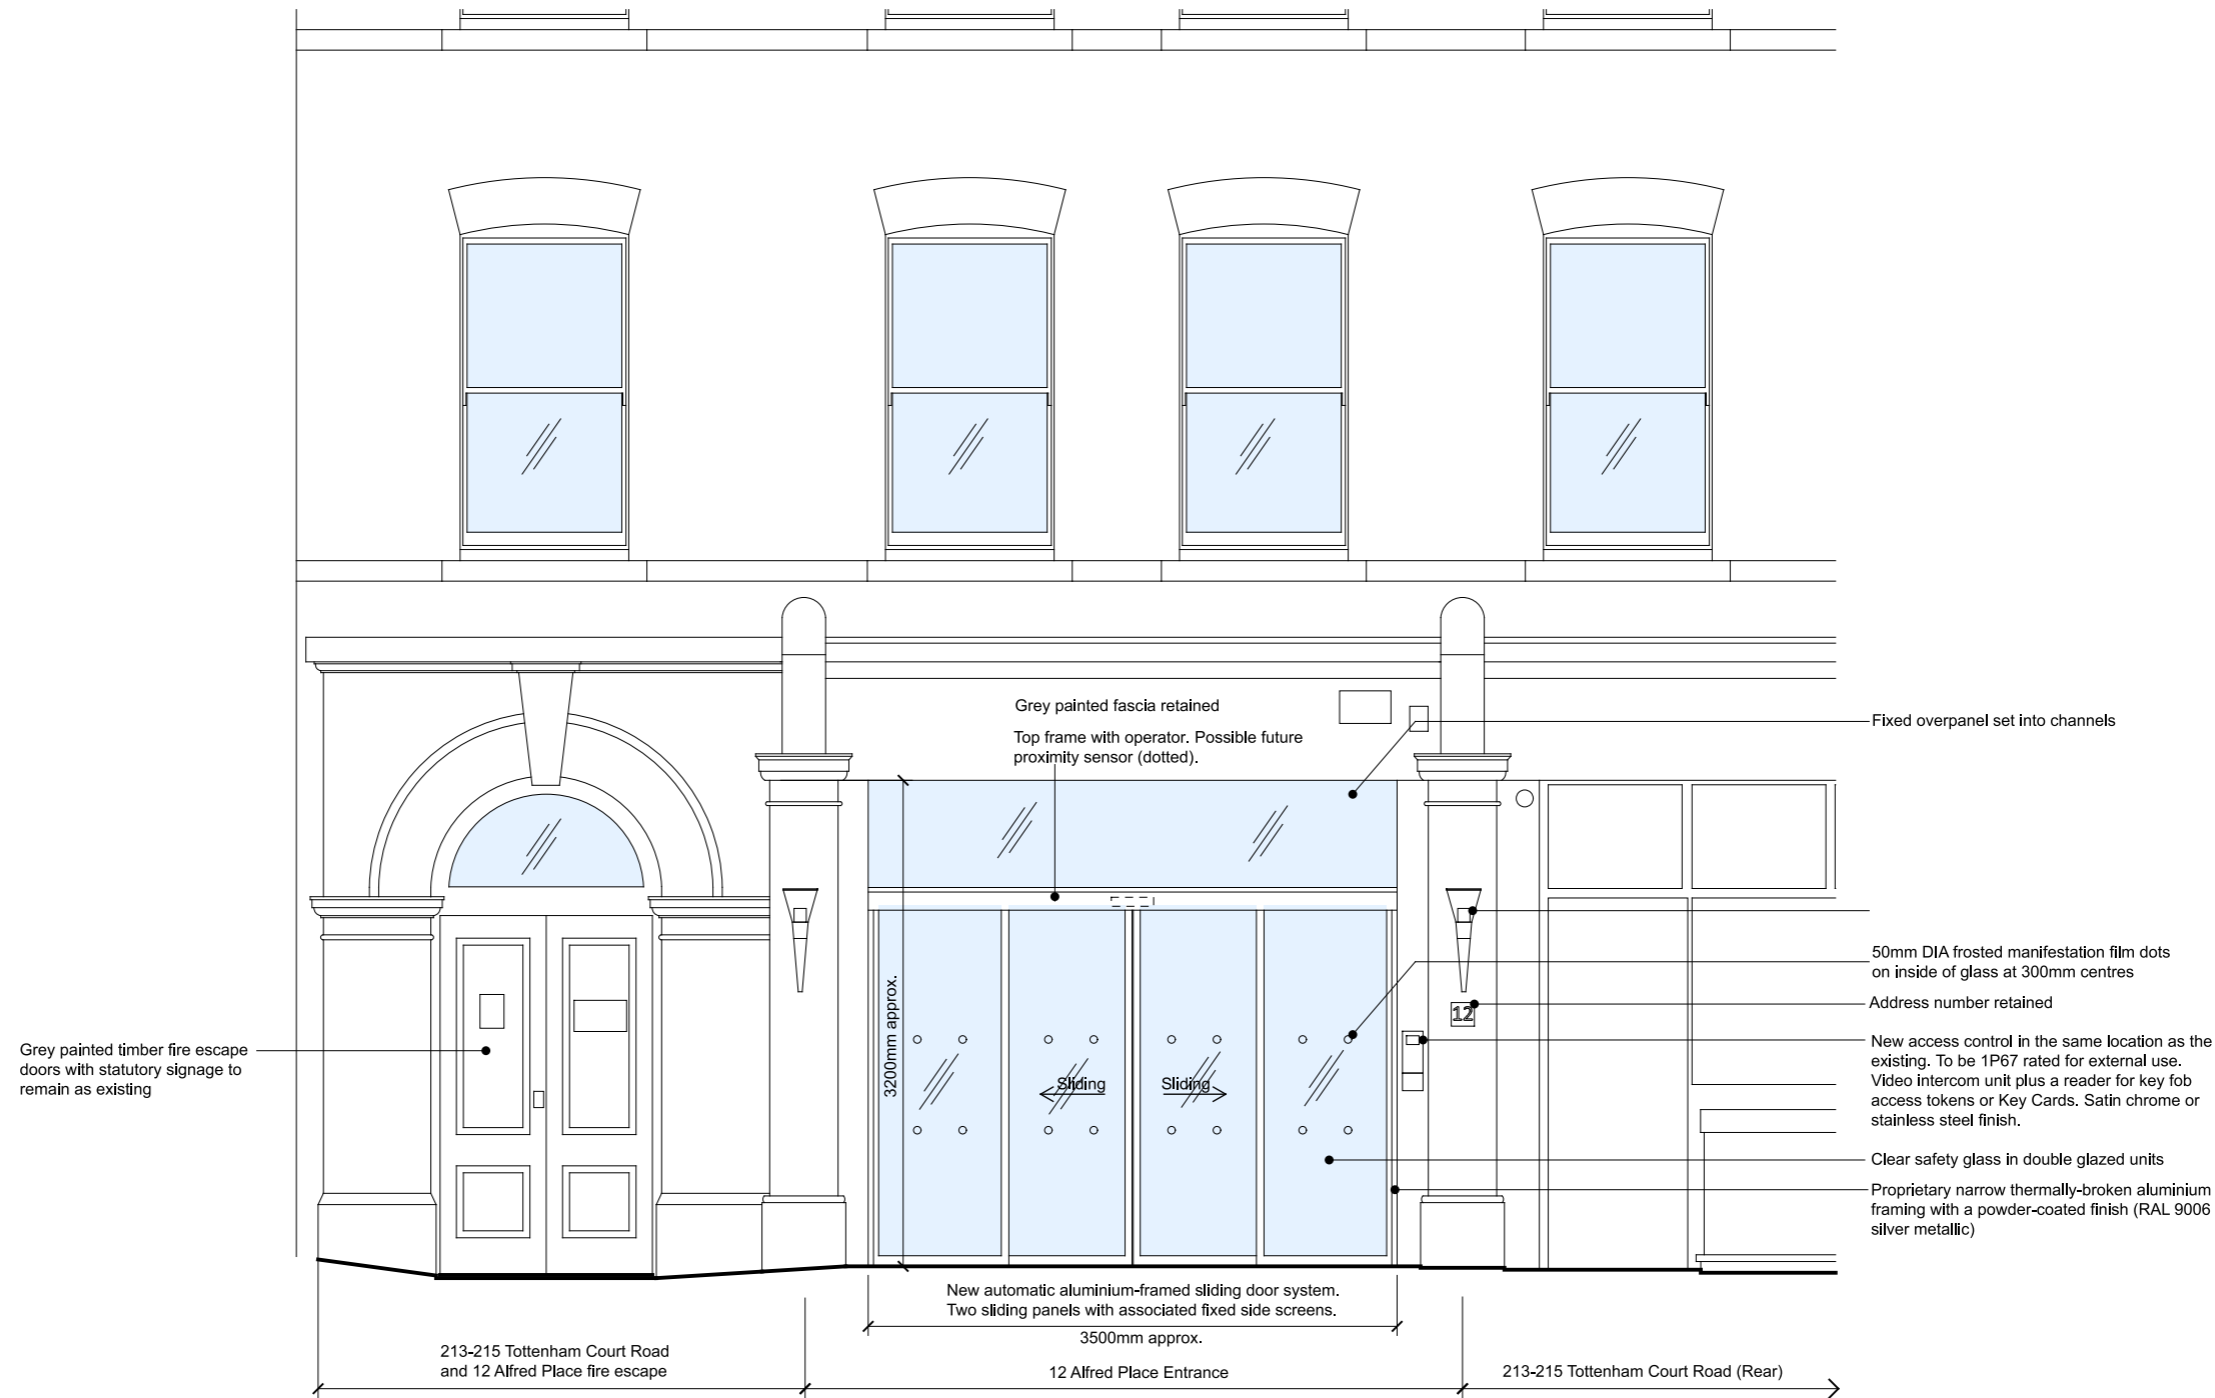 Grey painted fascia retained
Top frame with operator. Possible future
proximity sensor (dotted).
Fixed overpanel set into channels
3200mm approx.
50mm DIA frosted manifestation film dots
on inside of glass at 300mm centres
12
Address number retained
Grey painted timber fire escape
doors with statutory signage to
remain as existing
Sliding
Sliding
New access control in the same location as the
existing. To be 1P67 rated for external use.
Video intercom unit plus a reader for key fob
access tokens or Key Cards. Satin chrome or
stainless steel finish.
Clear safety glass in double glazed units
Proprietary narrow thermally-broken aluminium
framing with a powder-coated finish (RAL 9006
silver metallic)
New automatic aluminium-framed sliding door system.
Two sliding panels with associated fixed side screens.
3500mm approx.
213-215 Tottenham Court Road
and 12 Alfred Place fire escape
12 Alfred Place Entrance
213-215 Tottenham Court Road (Rear)